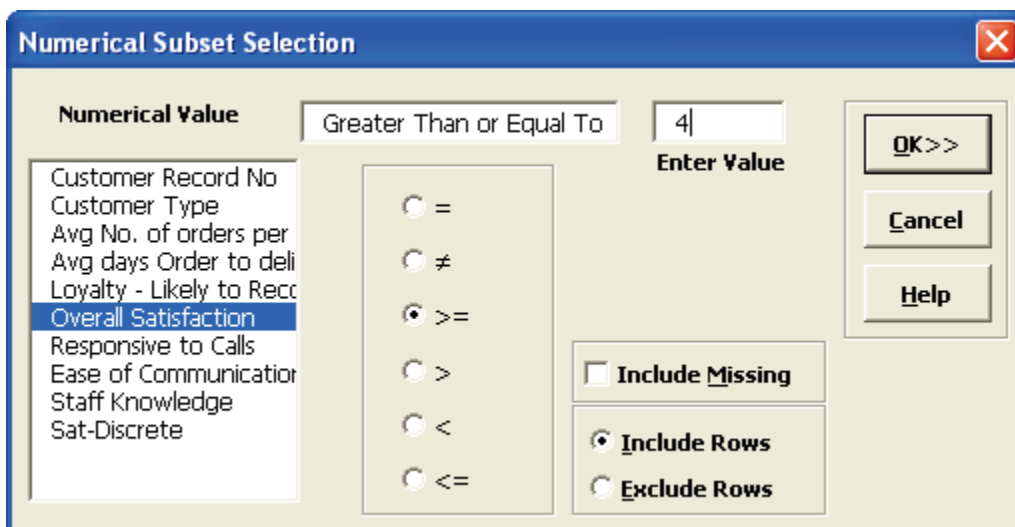 Numerical Subset Selection
Numerical Value
Greater Than or Equal To
4
Enter Value
Customer Record No
Customer Type
Avg No. of orders per
Avg days Order to deli
Loyalty - Likely to Reco
Overall Satisfaction
Responsive to Calls
Ease of Communication
Staff Knowledge
Sat-Discrete
=
≠
>=
>
<
<=
Include Missing
Include Rows
Exclude Rows
OK>>
Cancel
Help